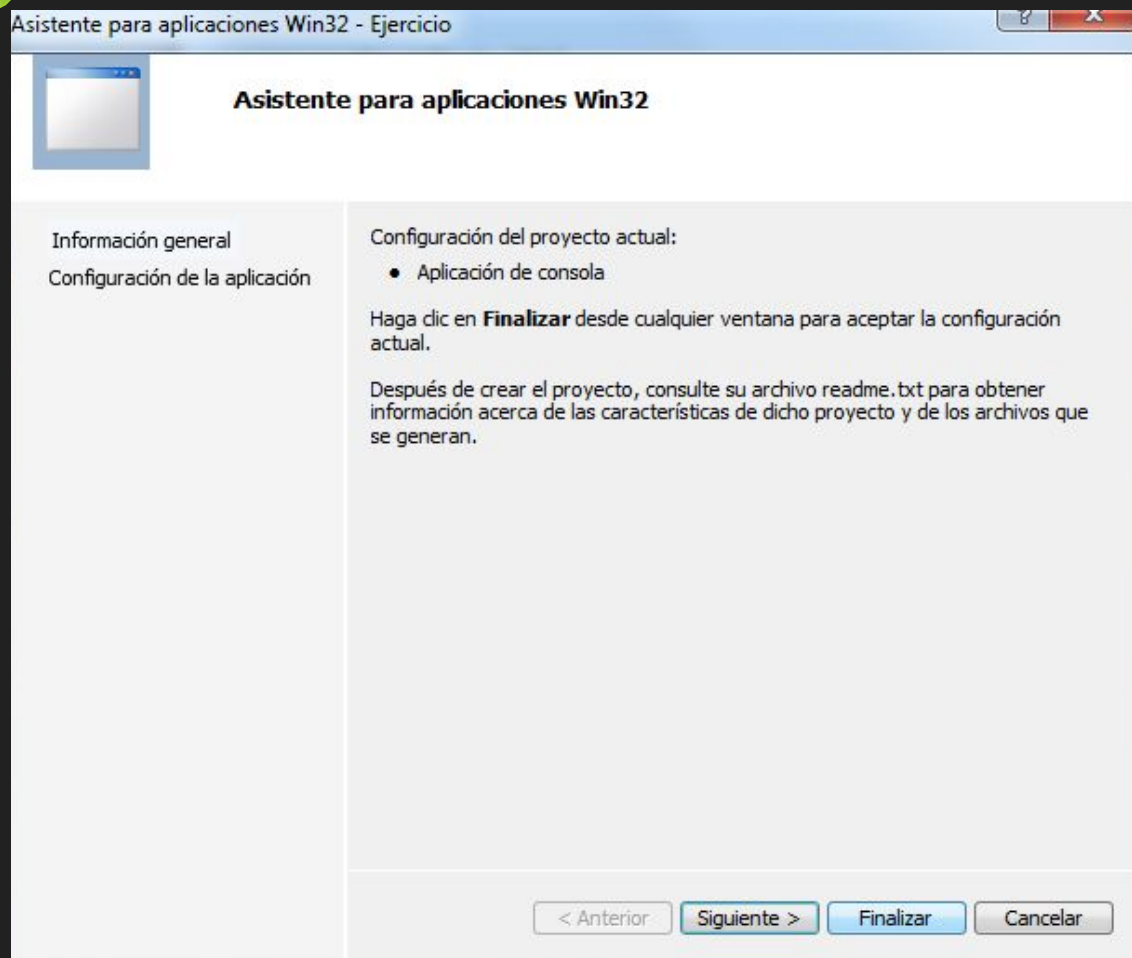 Asistente para aplicaciones Win32 - Ejercicio
Asistente para aplicaciones Win32
Información general
Configuración de la aplicación
Configuración del proyecto actual:
• Aplicación de consola
Haga clic en Finalizar desde cualquier ventana para aceptar la configuración
actual.
Después de crear el proyecto, consulte su archivo readme.txt para obtener
información acerca de las características de dicho proyecto y de los archivos que
se generan.
< Anterior Siguiente > Finalizar Cancelar